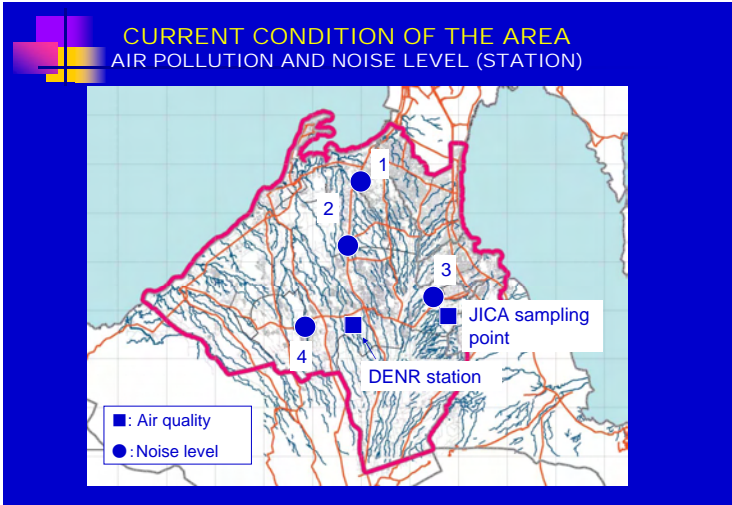 CURRENT CONDITION OF THE AREA
AIR POLLUTION AND NOISE LEVEL (STATION)
1
2
3
JICA sampling
point
4
DENR station
■: Air quality
●: Noise level